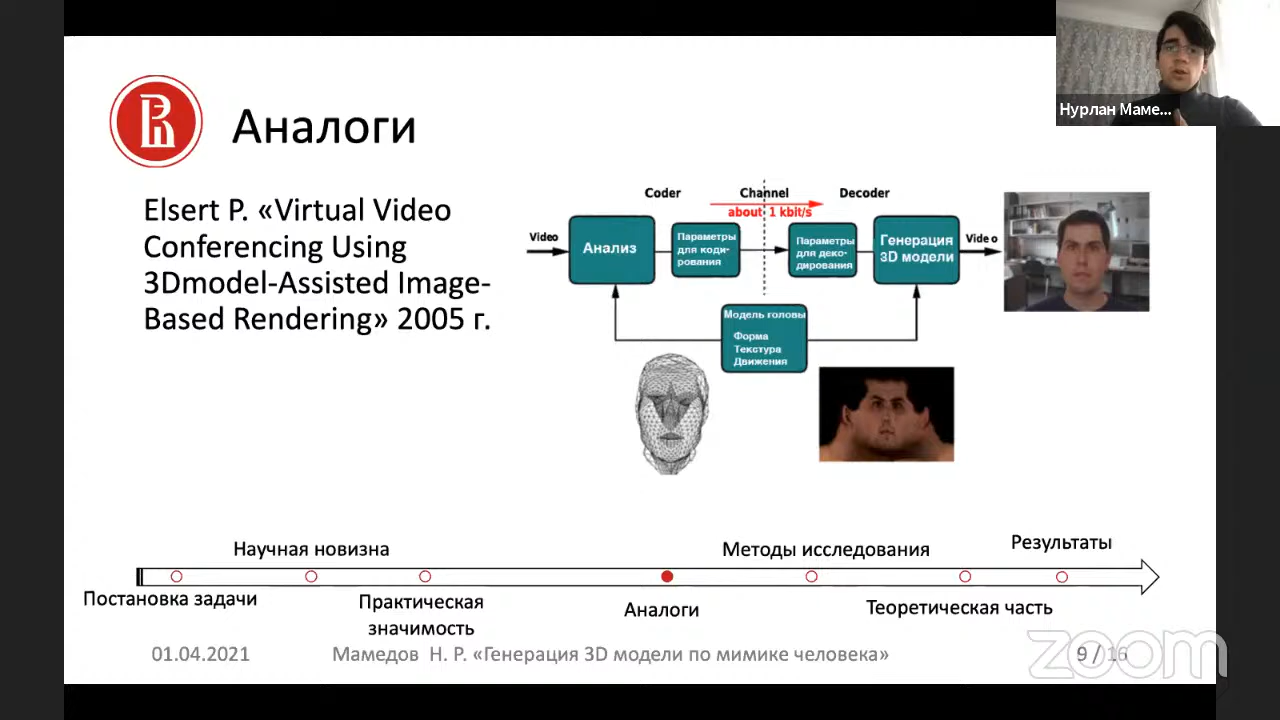 Нурлан Маме...
Аналоги
Elsert P. «Virtual Video
Conferencing Using
3Dmodel-Assisted Image-
Based Rendering» 2005 г.
Coder
Channel
Decoder
about 1 kbit/s
Video
Анализ
Параметры
для коди-
рования
Параметры
для деко-
дирования
Генерация
3D модели
Video
Модель головы
Форма
Текстура
Движения
Научная новизна
Методы исследования
Результаты
Постановка задачи
Практическая
значимость
Аналоги
Теоретическая часть
01.04.2021
Мамедов Н. Р. «Генерация 3D модели по мимике человека»
9 / 16
zoom